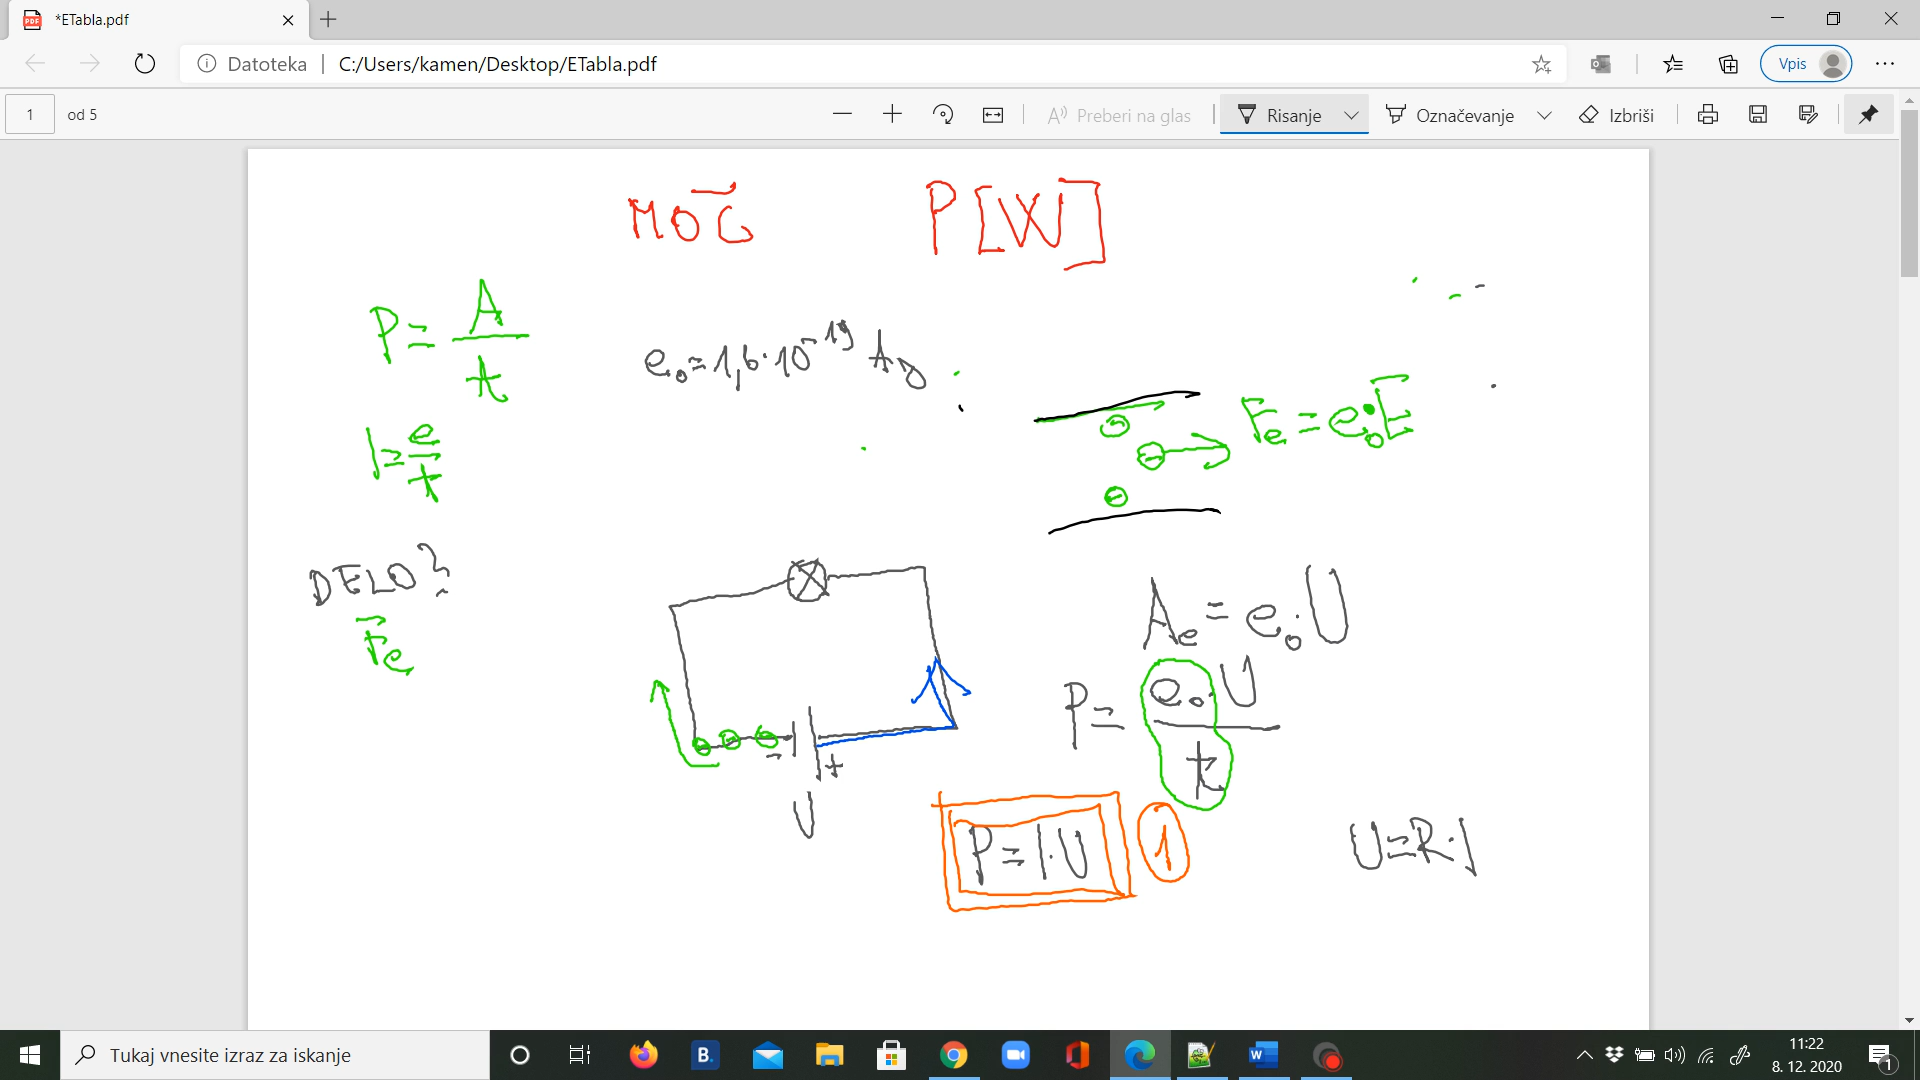 *ETabla.pdf
Datoteka | C:/Users/kamen/Desktop/ETabla.pdf
Vpis
1 od 5
Preberi na glas
Risanje
Označevanje
Izbriši
MOČ P[W]
P = A/t
e₀ = 1,6·10⁻¹⁹ As
I = e/t
Fe = e₀·E
DELO?
Fe
Ae = e₀·U
P = e₀·U/t
- +
U
P = I·U
1
U = R·I
Tukaj vnesite izraz za iskanje
B.
11:22
8. 12. 2020
1